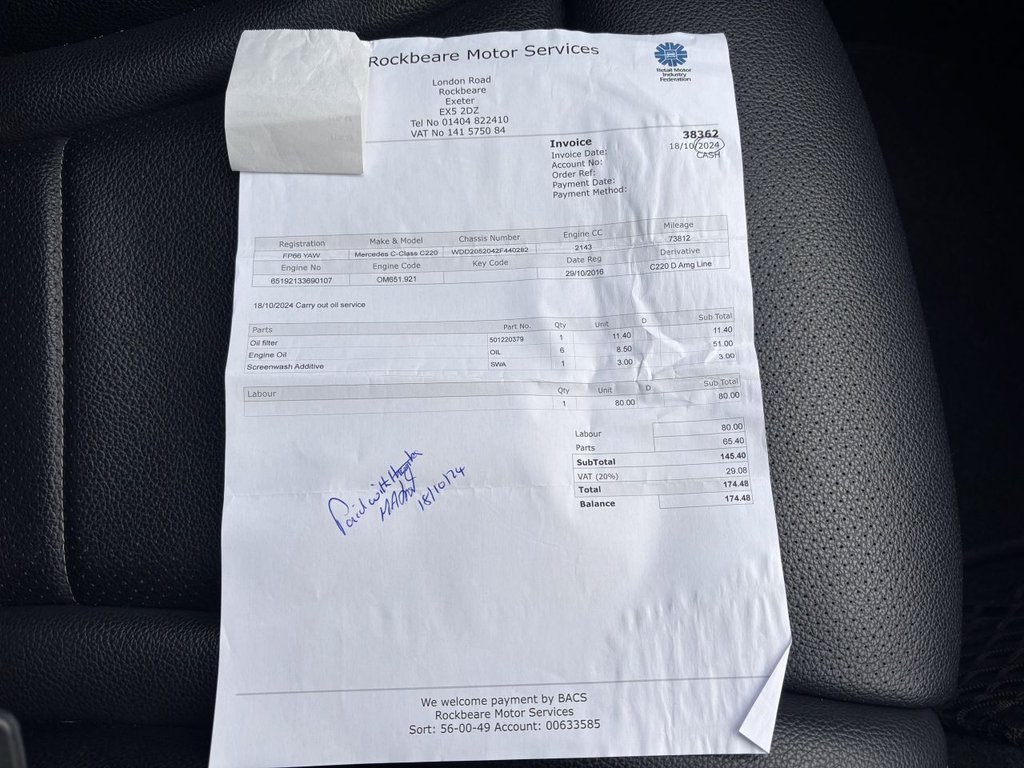 Rockbeare Motor Services
Retail Motor
Industry
Federation
London Road
Rockbeare
Exeter
EX5 2DZ
Tel No 01404 822410
VAT No 141 5750 84
Invoice 38362
Invoice Date: 18/10/2024
Account No: CASH
Order Ref:
Payment Date:
Payment Method:
Registration Make & Model Chassis Number Engine CC Mileage
FP66 YAW Mercedes C-Class C220 WDD2052042F440282 2143 73812
Engine No Engine Code Key Code Date Reg Derivative
65192133690107 OM651.921 29/10/2016 C220 D Amg Line
18/10/2024 Carry out oil service
Parts Part No. Qty Unit D Sub Total
Oil filter 501220379 1 11.40 11.40
Engine Oil OIL 6 8.50 51.00
Screenwash Additive SWA 1 3.00 3.00
Labour Qty Unit D Sub Total
1 80.00 80.00
Labour 80.00
Parts 65.40
SubTotal 145.40
VAT (20%) 29.08
Total 174.48
Balance 174.48
Paid with
18/10/24
We welcome payment by BACS
Rockbeare Motor Services
Sort: 56-00-49 Account: 00633585